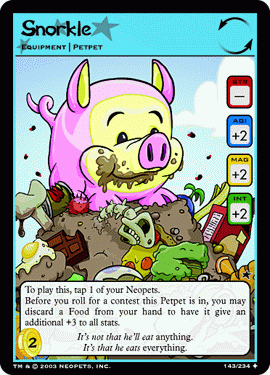 Snorkle
EQUIPMENT | PETPET
STR
–
AGI
+2
MAG
+2
INT
+2
To play this, tap 1 of your Neopets.
Before you roll for a contest this Petpet is in, you may
discard a Food from your hand to have it give an
additional +3 to all stats.
It's not that he'll eat anything.
It's that he eats everything.
2
TM & © 2003 NEOPETS, INC.
143/234 ♦